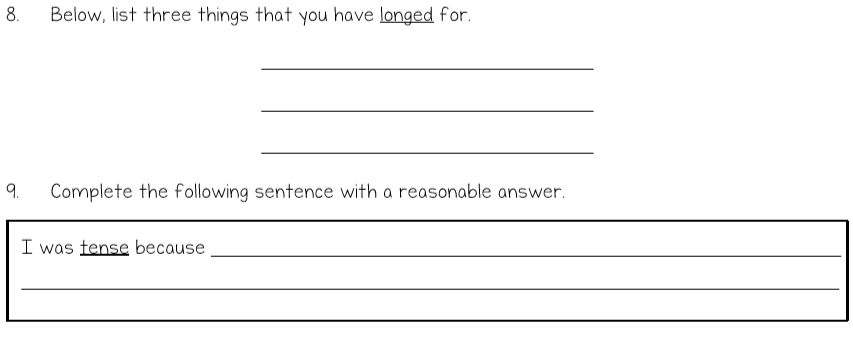 8. Below, list three things that you have longed for.
9. Complete the following sentence with a reasonable answer.
I was tense because